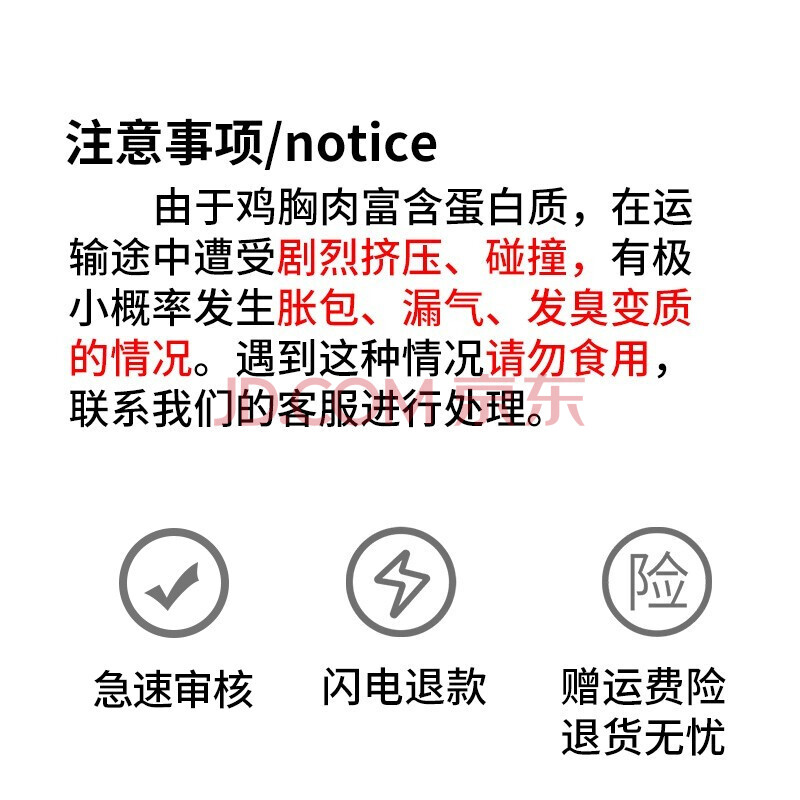 注意事项/notice
由于鸡胸肉富含蛋白质，在运
输途中遭受剧烈挤压、碰撞，有极
小概率发生胀包、漏气、发臭变质
的情况。遇到这种情况请勿食用，
联系我们的客服进行处理。
JD.COM 京东
险
急速审核
闪电退款
赠运费险
退货无忧